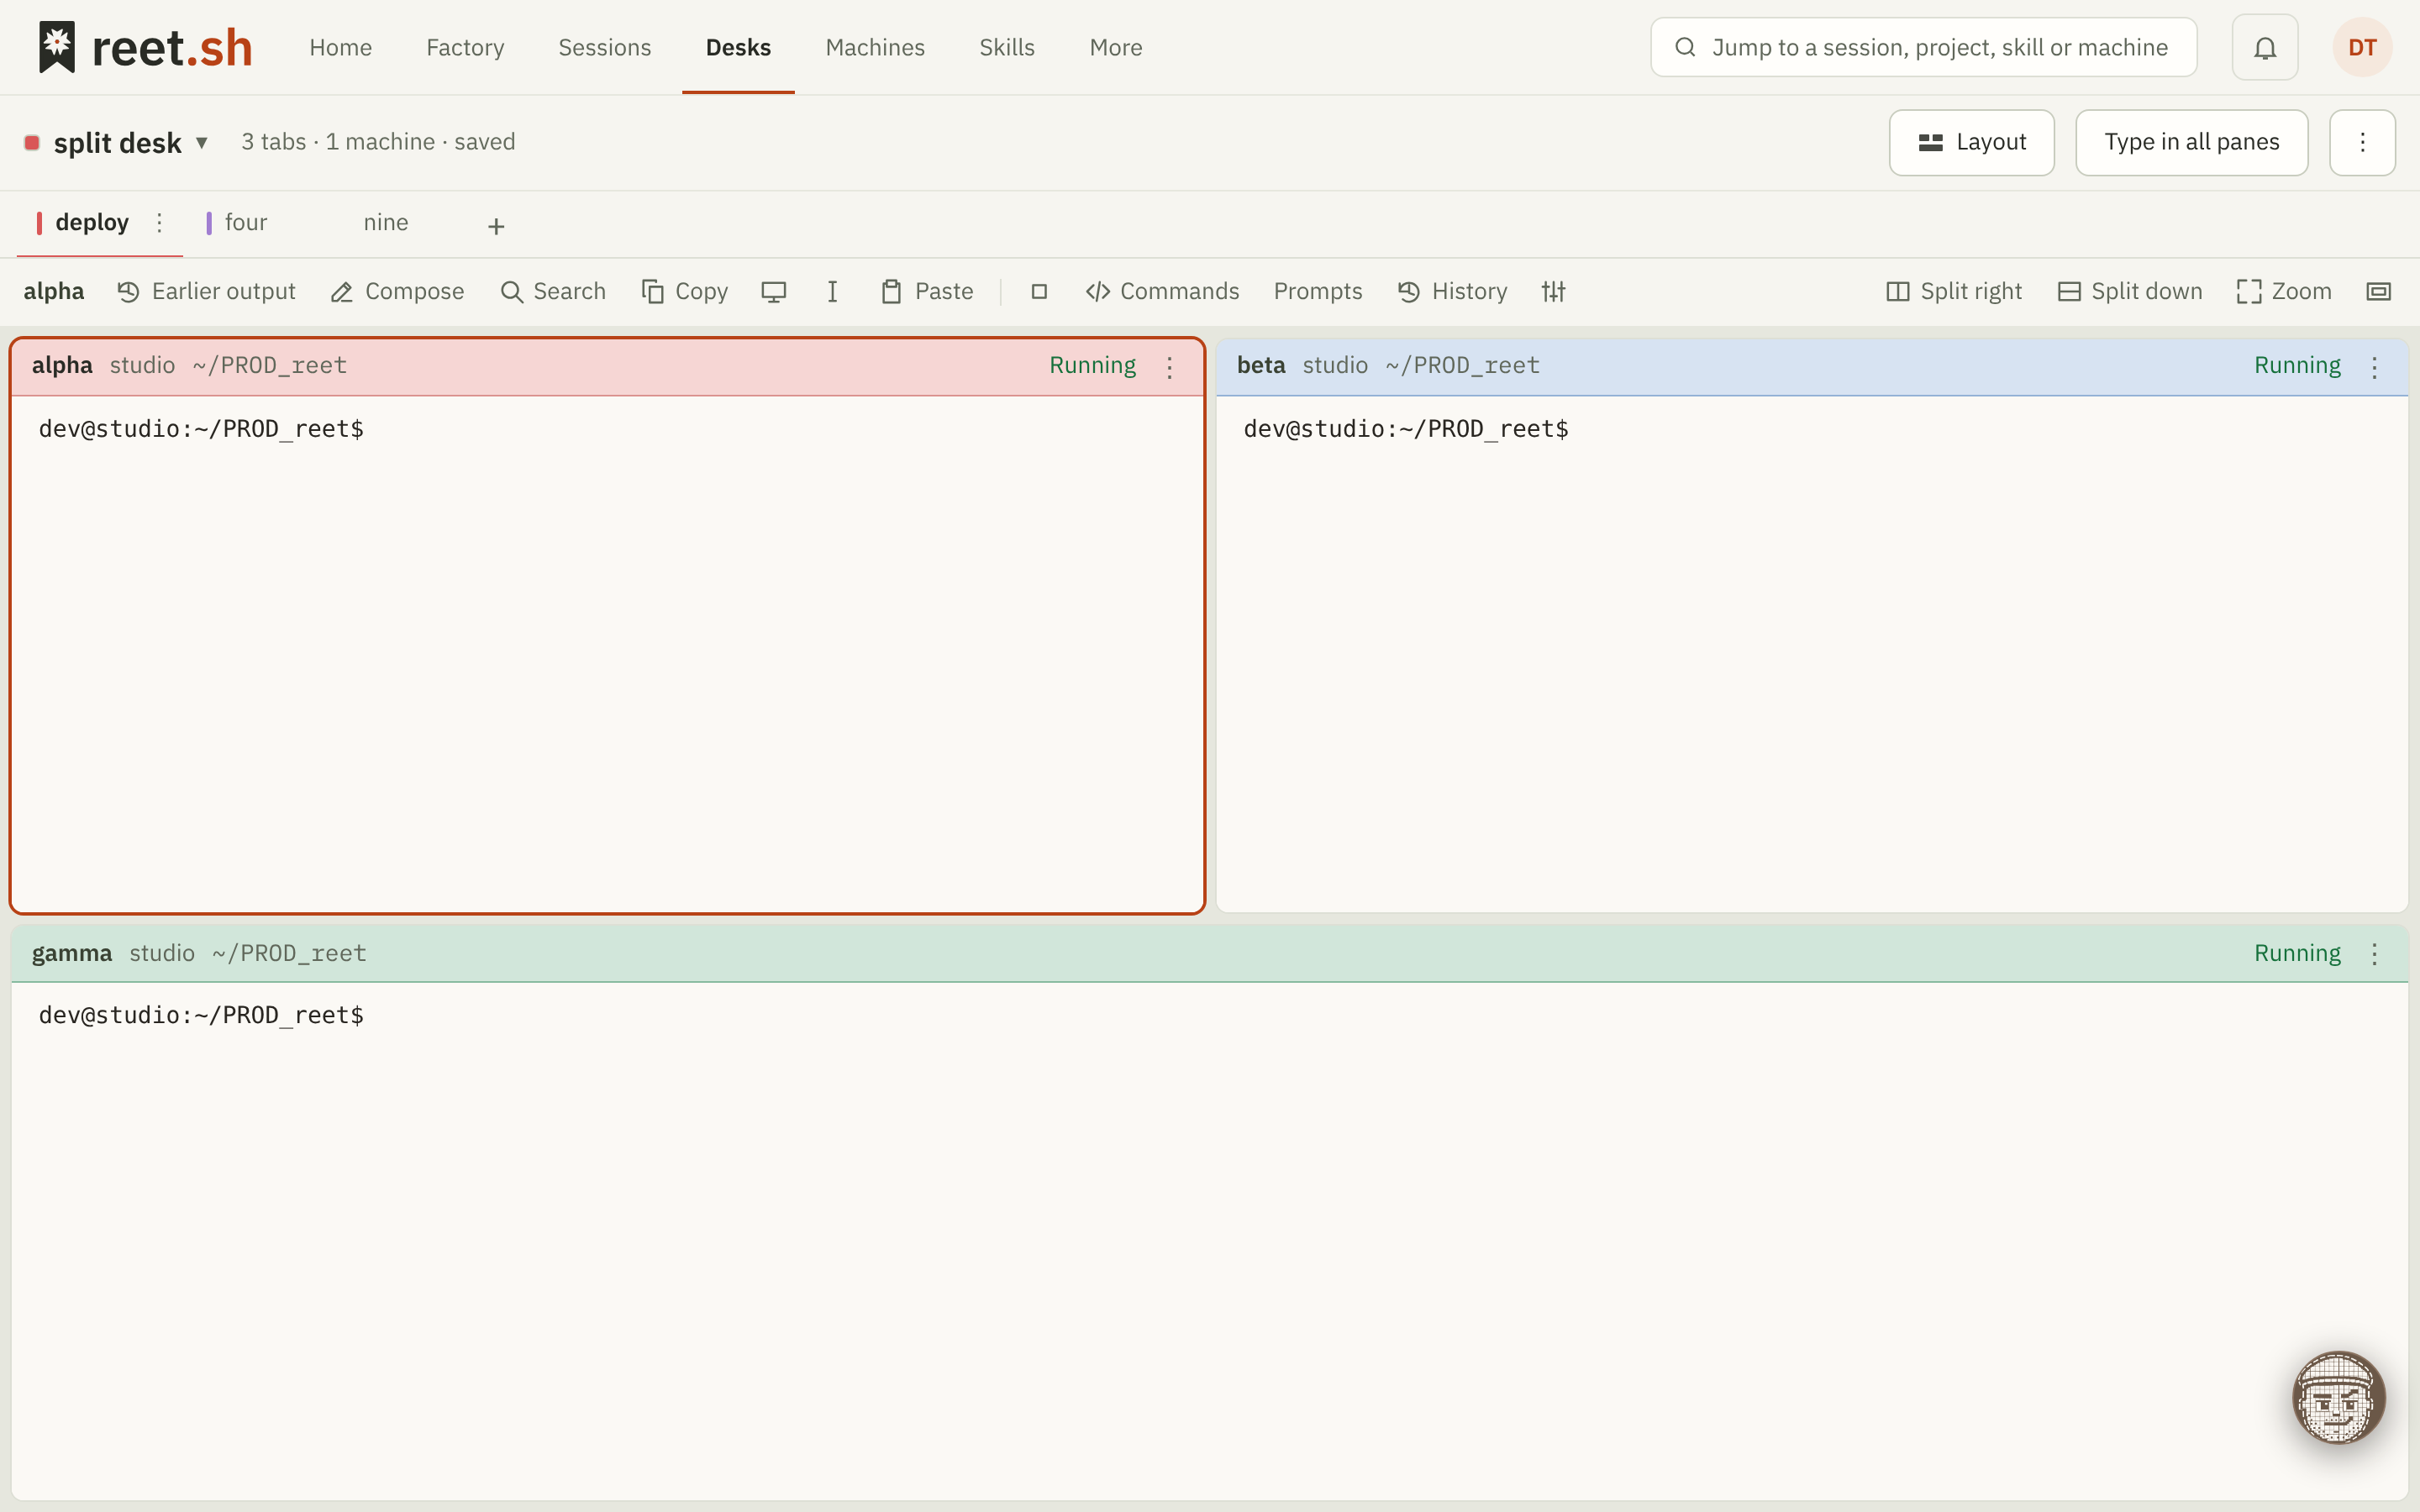 reet.sh Home Factory Sessions Desks Machines Skills More Jump to a session, project, skill or machine DT
split desk ▾ 3 tabs · 1 machine · saved Layout Type in all panes ⋮
deploy ⋮ four nine +
alpha Earlier output Compose Search Copy Paste Commands Prompts History Split right Split down Zoom
alpha studio ~/PROD_reet Running ⋮
dev@studio:~/PROD_reet$
beta studio ~/PROD_reet Running ⋮
dev@studio:~/PROD_reet$
gamma studio ~/PROD_reet Running ⋮
dev@studio:~/PROD_reet$